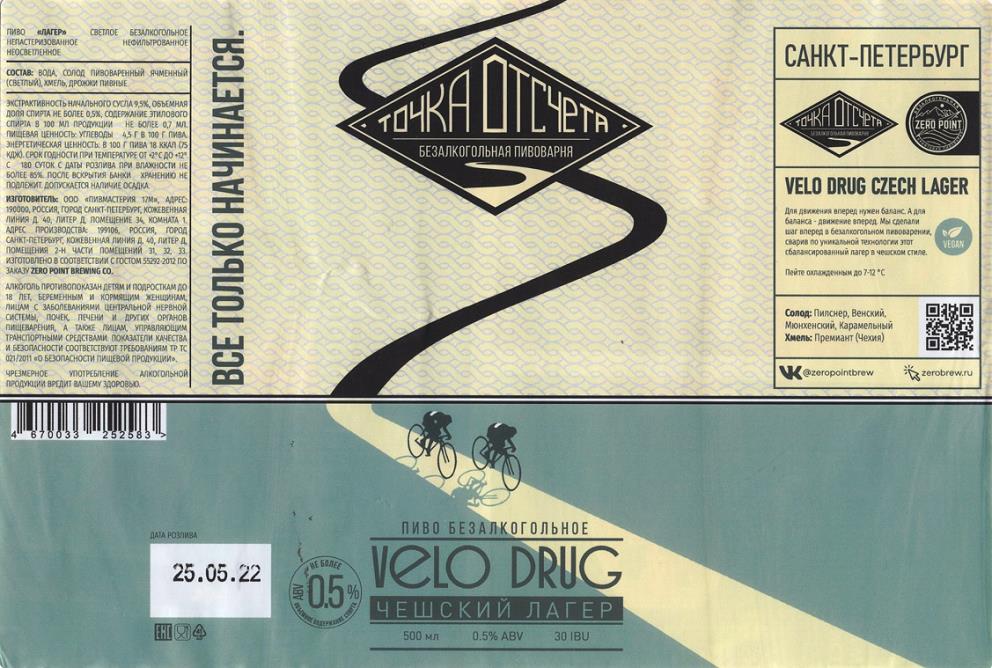 ПИВО «ЛАГЕР» СВЕТЛОЕ БЕЗАЛКОГОЛЬНОЕ
НЕПАСТЕРИЗОВАННОЕ НЕФИЛЬТРОВАННОЕ
НЕОСВЕТЛЕННОЕ
СОСТАВ: ВОДА, СОЛОД ПИВОВАРЕННЫЙ ЯЧМЕННЫЙ
(СВЕТЛЫЙ), ХМЕЛЬ, ДРОЖЖИ ПИВНЫЕ
ЭКСТРАКТИВНОСТЬ НАЧАЛЬНОГО СУСЛА 9,5%, ОБЪЕМНАЯ
ДОЛЯ СПИРТА НЕ БОЛЕЕ 0,5%, СОДЕРЖАНИЕ ЭТИЛОВОГО
СПИРТА В 100 МЛ ПРОДУКЦИИ НЕ БОЛЕЕ 0,7 МЛ.
ПИЩЕВАЯ ЦЕННОСТЬ: УГЛЕВОДЫ 4,5 Г В 100 Г ПИВА.
ЭНЕРГЕТИЧЕСКАЯ ЦЕННОСТЬ: В 100 Г ПИВА 18 ККАЛ (75
КДЖ). СРОК ГОДНОСТИ ПРИ ТЕМПЕРАТУРЕ ОТ +2°С ДО +12°
С 180 СУТОК С ДАТЫ РОЗЛИВА ПРИ ВЛАЖНОСТИ НЕ
БОЛЕЕ 85%. ПОСЛЕ ВСКРЫТИЯ БАНКИ ХРАНЕНИЮ НЕ
ПОДЛЕЖИТ. ДОПУСКАЕТСЯ НАЛИЧИЕ ОСАДКА.
ИЗГОТОВИТЕЛЬ: ООО «ПИВМАСТЕРИЯ 17М», АДРЕС:
190000, РОССИЯ, ГОРОД САНКТ-ПЕТЕРБУРГ, КОЖЕВЕННАЯ
ЛИНИЯ Д. 40, ЛИТЕР Д, ПОМЕЩЕНИЕ 34, КОМНАТА 1,
АДРЕС ПРОИЗВОДСТВА: 199106, РОССИЯ, ГОРОД
САНКТ-ПЕТЕРБУРГ, КОЖЕВЕННАЯ ЛИНИЯ Д. 40, ЛИТЕР Д,
ПОМЕЩЕНИЯ 2-Н ЧАСТИ ПОМЕЩЕНИЙ 31, 32, 33.
ИЗГОТОВЛЕНО В СООТВЕТСТВИИ С ГОСТОМ 55292-2012 ПО
ЗАКАЗУ ZERO POINT BREWING CO.
АЛКОГОЛЬ ПРОТИВОПОКАЗАН ДЕТЯМ И ПОДРОСТКАМ ДО
18 ЛЕТ, БЕРЕМЕННЫМ И КОРМЯЩИМ ЖЕНЩИНАМ,
ЛИЦАМ С ЗАБОЛЕВАНИЯМИ ЦЕНТРАЛЬНОЙ НЕРВНОЙ
СИСТЕМЫ, ПОЧЕК, ПЕЧЕНИ И ДРУГИХ ОРГАНОВ
ПИЩЕВАРЕНИЯ, А ТАКЖЕ ЛИЦАМ, УПРАВЛЯЮЩИМ
ТРАНСПОРТНЫМИ СРЕДСТВАМИ. ПОКАЗАТЕЛИ КАЧЕСТВА
И БЕЗОПАСНОСТИ СООТВЕТСТВУЮТ ТРЕБОВАНИЯМ ТР ТС
021/2011 «О БЕЗОПАСНОСТИ ПИЩЕВОЙ ПРОДУКЦИИ».
ЧРЕЗМЕРНОЕ УПОТРЕБЛЕНИЕ АЛКОГОЛЬНОЙ
ПРОДУКЦИИ ВРЕДИТ ВАШЕМУ ЗДОРОВЬЮ.
ВСЕ ТОЛЬКО НАЧИНАЕТСЯ.
ТОЧКА ОТСЧЕТА
БЕЗАЛКОГОЛЬНАЯ ПИВОВАРНЯ
САНКТ-ПЕТЕРБУРГ
ТОЧКА ОТСЧЕТА
БЕЗАЛКОГОЛЬНАЯ ПИВОВАРНЯ
БЕЗАЛКОГОЛЬНАЯ
ZERO POINT
VELO DRUG CZECH LAGER
Для движения вперед нужен баланс. А для
баланса - движение вперед. Мы сделали
шаг вперед в безалкогольном пивоварении,
сварив по уникальной технологии этот
сбалансированный лагер в чешском стиле.
VEGAN
Пейте охлажденным до 7-12 °С
Солод: Пилснер, Венский,
Мюнхенский, Карамельный
Хмель: Премиант (Чехия)
@zeropointbrew
zerobrew.ru
4 670033 252583 >
ДАТА РОЗЛИВА
25.05.22
EAC
ABV НЕ БОЛЕЕ
0.5%
ОБЪЕМНОЕ СОДЕРЖАНИЕ СПИРТА
ПИВО БЕЗАЛКОГОЛЬНОЕ
VELO DRUG
ЧЕШСКИЙ ЛАГЕР
500 мл 0.5% ABV 30 IBU